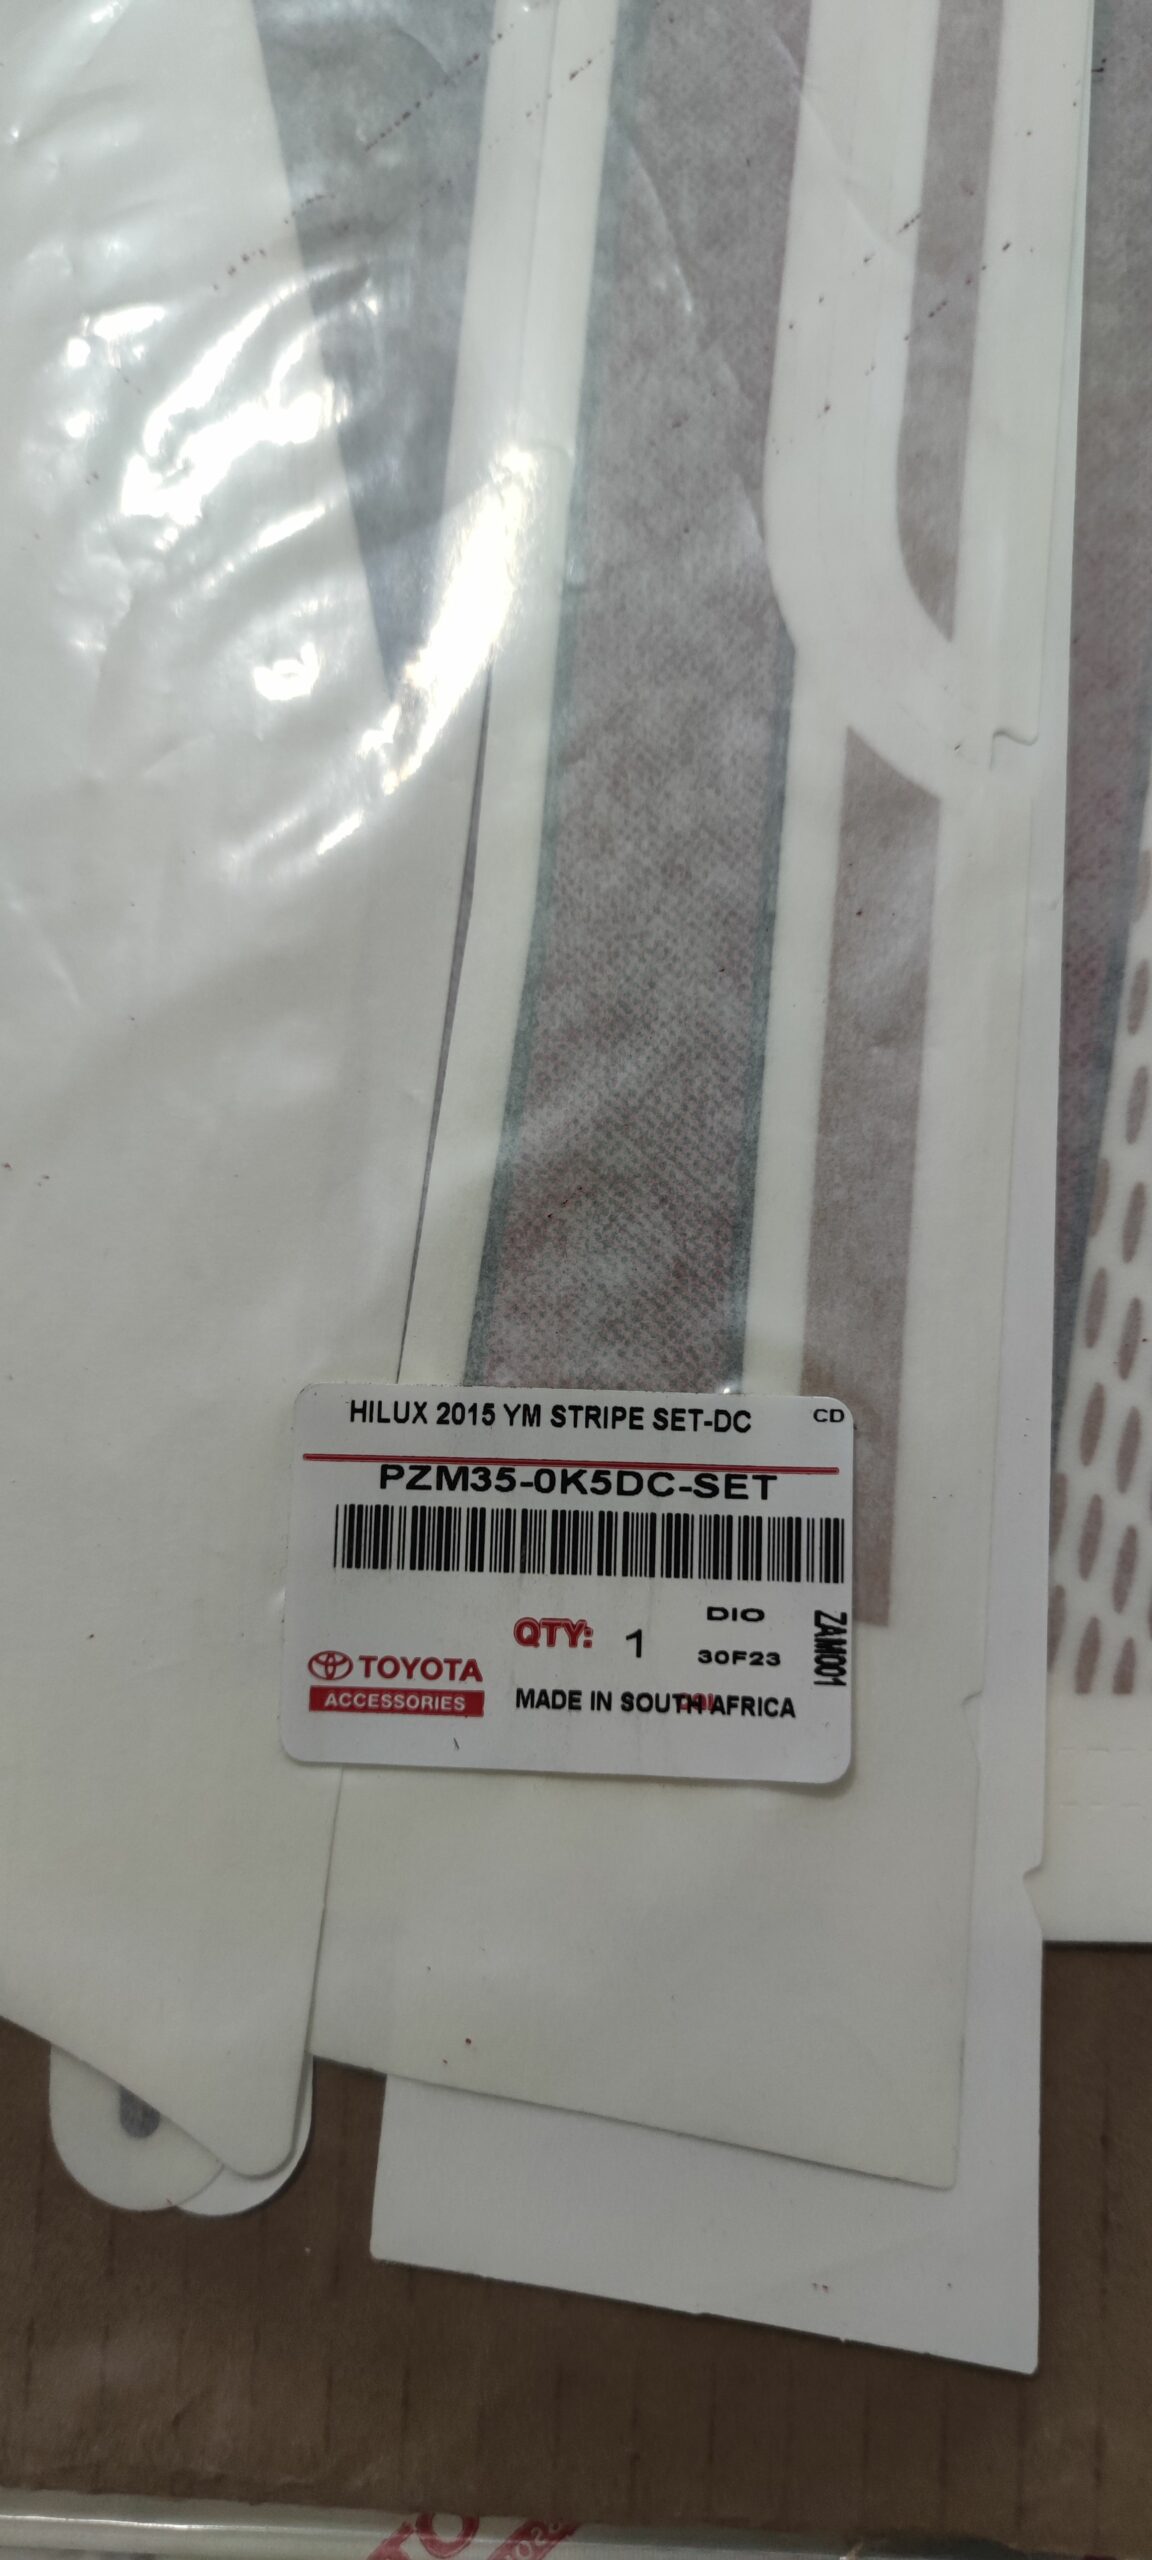 HILUX 2015 YM STRIPE SET-DC CD
PZM35-0K5DC-SET
QTY: 1
DIO
30F23
ZAM001
TOYOTA
ACCESSORIES
MADE IN SOUTH AFRICA